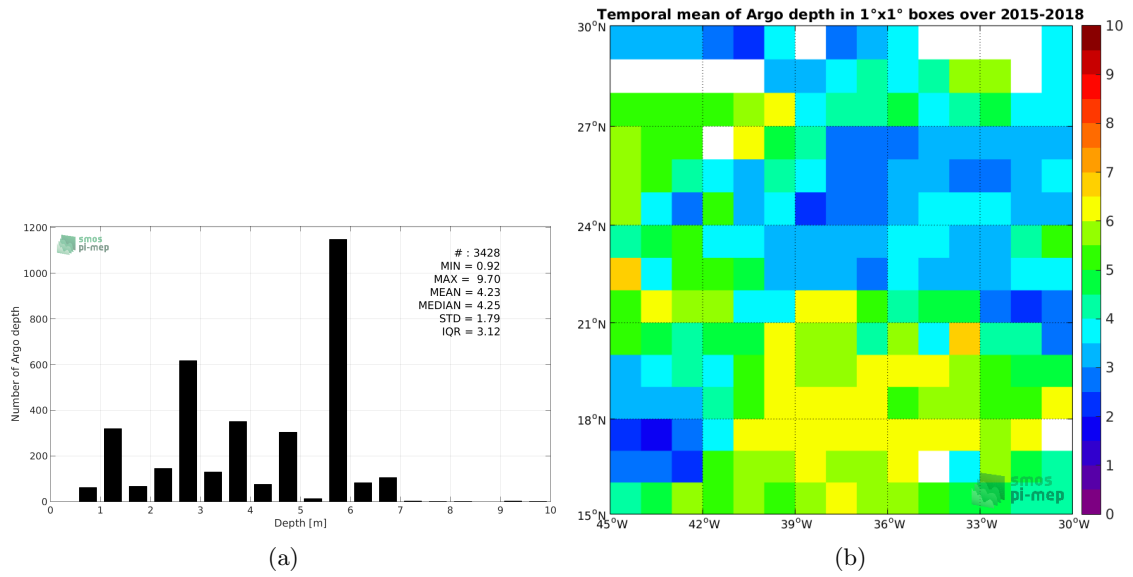 Temporal mean of Argo depth in 1°x1° boxes over 2015-2018
smos
pi-mep
# : 3428
MIN = 0.92
MAX = 9.70
MEAN = 4.23
MEDIAN = 4.25
STD = 1.79
IQR = 3.12
Number of Argo depth
1200
1000
800
600
400
200
0
0 1 2 3 4 5 6 7 8 9 10
Depth [m]
(a)
30°N
27°N
24°N
21°N
18°N
15°N
45°W 42°W 39°W 36°W 33°W 30°W
smos
pi-mep
10
9
8
7
6
5
4
3
2
1
0
(b)